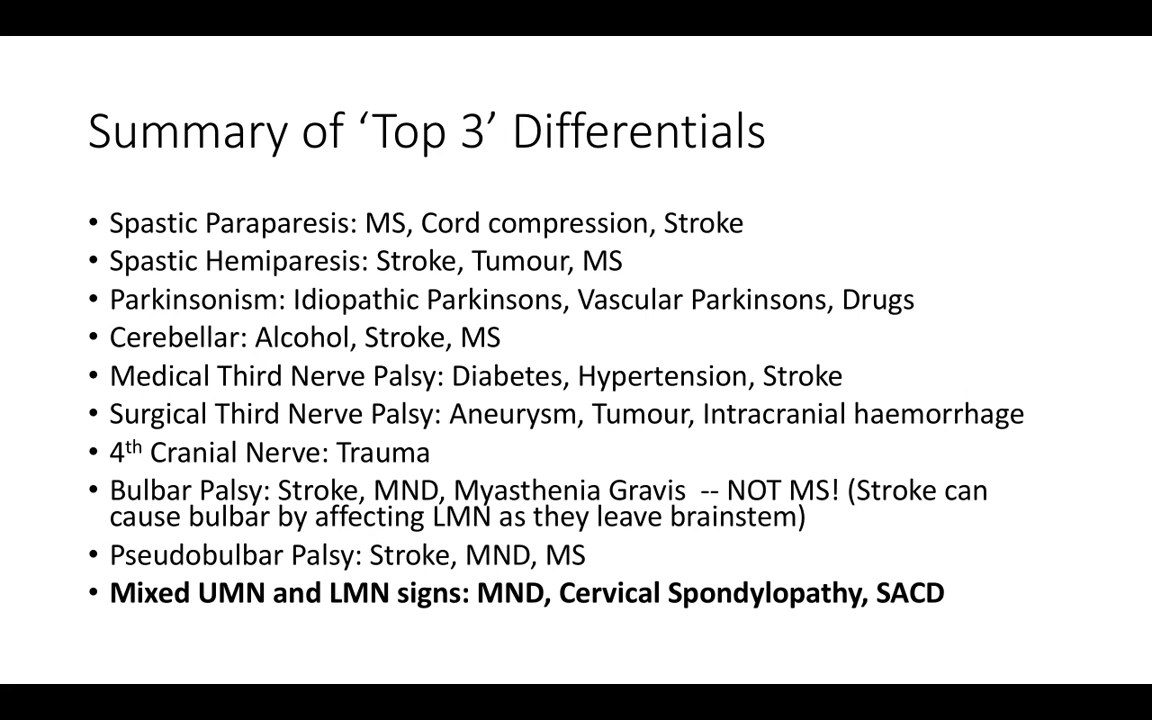 Summary of ‘Top 3’ Differentials
• Spastic Paraparesis: MS, Cord compression, Stroke
• Spastic Hemiparesis: Stroke, Tumour, MS
• Parkinsonism: Idiopathic Parkinsons, Vascular Parkinsons, Drugs
• Cerebellar: Alcohol, Stroke, MS
• Medical Third Nerve Palsy: Diabetes, Hypertension, Stroke
• Surgical Third Nerve Palsy: Aneurysm, Tumour, Intracranial haemorrhage
• 4th Cranial Nerve: Trauma
• Bulbar Palsy: Stroke, MND, Myasthenia Gravis -- NOT MS! (Stroke can
cause bulbar by affecting LMN as they leave brainstem)
• Pseudobulbar Palsy: Stroke, MND, MS
• Mixed UMN and LMN signs: MND, Cervical Spondylopathy, SACD